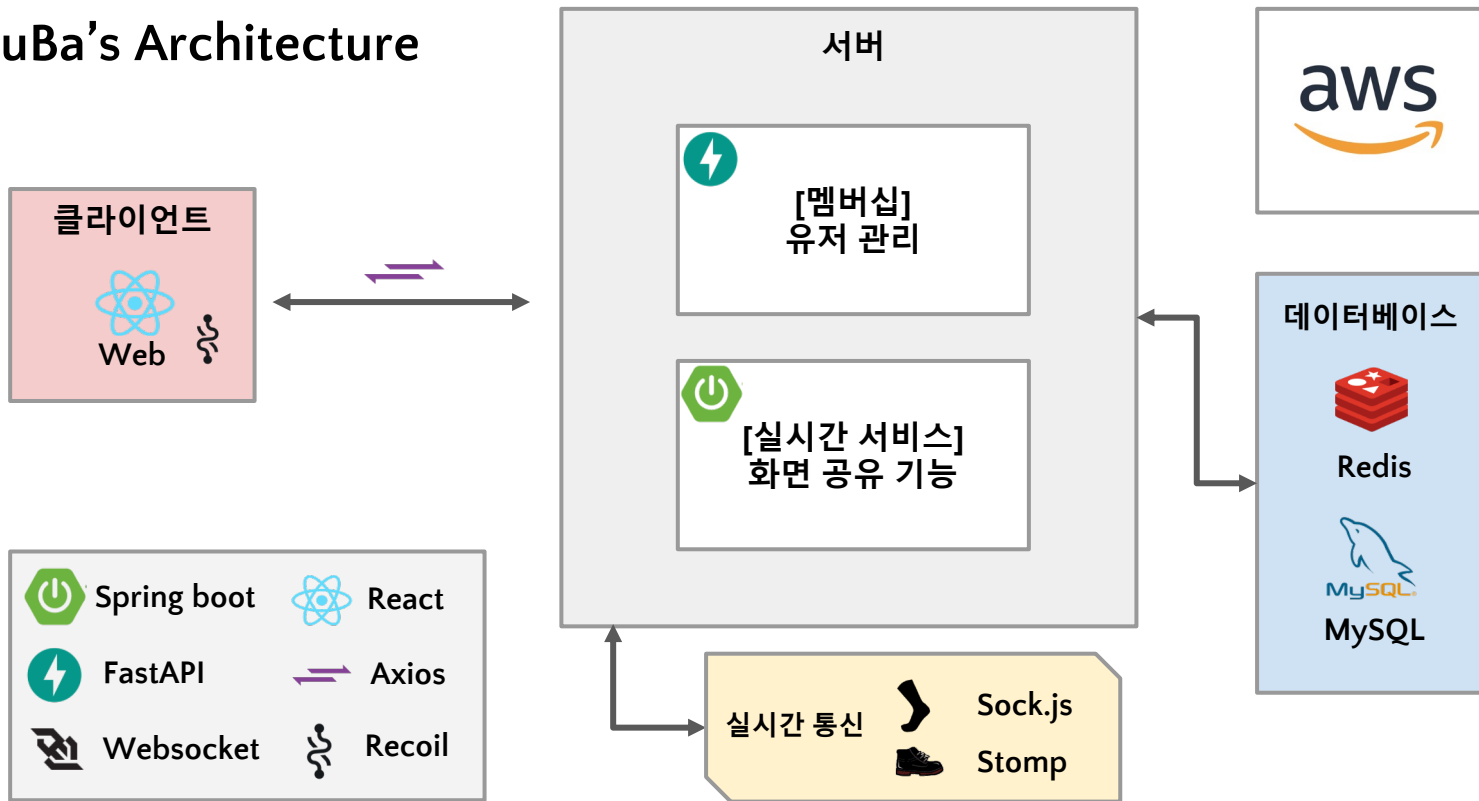 uBa's Architecture
서버
aws
[멤버십]
유저 관리
클라이언트
Web
데이터베이스
Redis
MySQL
MySQL
[실시간 서비스]
화면 공유 기능
Spring boot
React
FastAPI
Axios
Websocket
Recoil
실시간 통신
Sock.js
Stomp